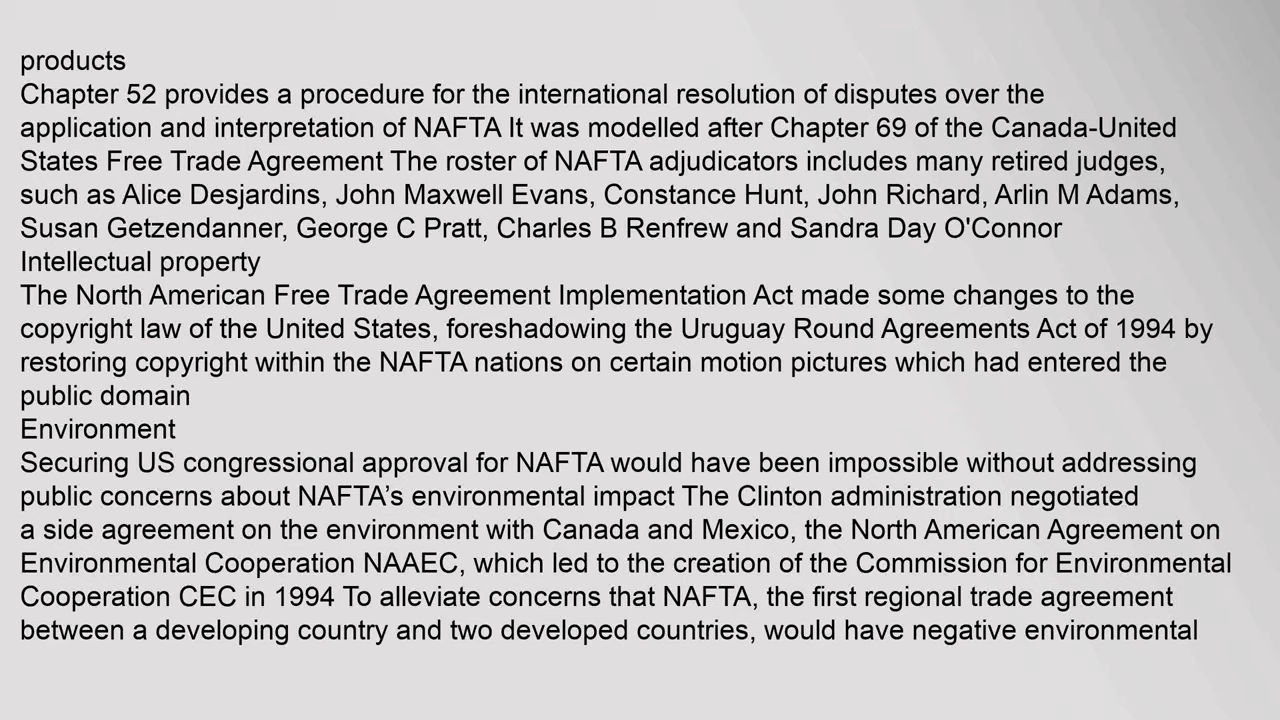 products
Chapter 52 provides a procedure for the international resolution of disputes over the
application and interpretation of NAFTA It was modelled after Chapter 69 of the Canada-United
States Free Trade Agreement The roster of NAFTA adjudicators includes many retired judges,
such as Alice Desjardins, John Maxwell Evans, Constance Hunt, John Richard, Arlin M Adams,
Susan Getzendanner, George C Pratt, Charles B Renfrew and Sandra Day O'Connor
Intellectual property
The North American Free Trade Agreement Implementation Act made some changes to the
copyright law of the United States, foreshadowing the Uruguay Round Agreements Act of 1994 by
restoring copyright within the NAFTA nations on certain motion pictures which had entered the
public domain
Environment
Securing US congressional approval for NAFTA would have been impossible without addressing
public concerns about NAFTA’s environmental impact The Clinton administration negotiated
a side agreement on the environment with Canada and Mexico, the North American Agreement on
Environmental Cooperation NAAEC, which led to the creation of the Commission for Environmental
Cooperation CEC in 1994 To alleviate concerns that NAFTA, the first regional trade agreement
between a developing country and two developed countries, would have negative environmental